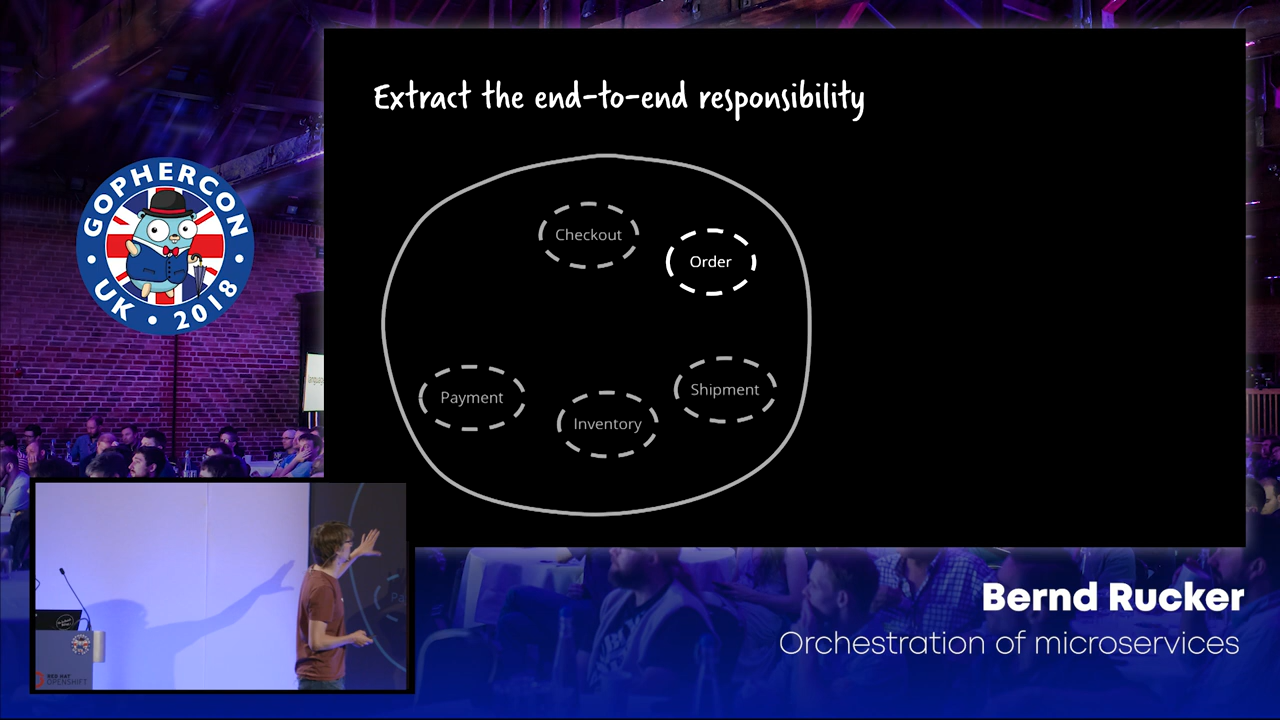 Extract the end-to-end responsibility
GOPHERCON
UK • 2018
Checkout
Order
Payment
Inventory
Shipment
RED HAT
OPENSHIFT
Bernd Rucker
Orchestration of microservices